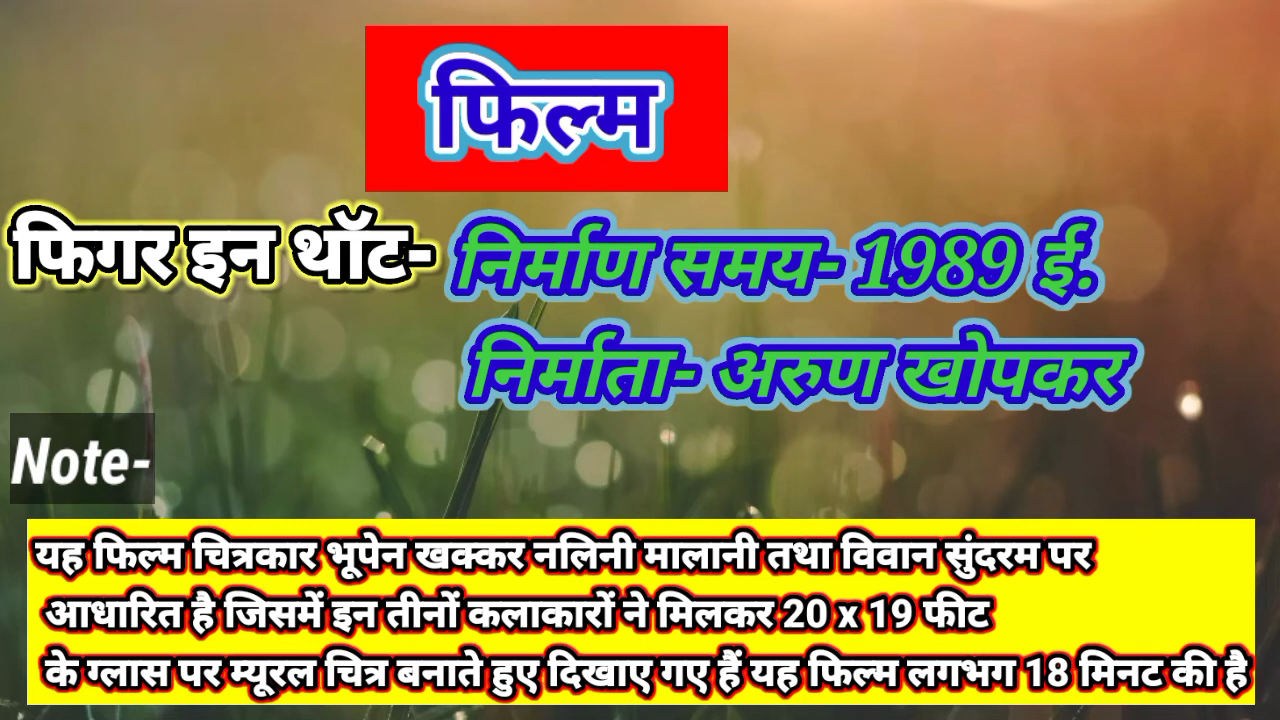 फिल्म
फिगर इन थॉट- निर्माण समय- 1989 ई.
निर्माता- अरुण खोपकर
Note-
यह फिल्म चित्रकार भूपेन खक्कर नलिनी मालानी तथा विवान सुंदरम पर
आधारित है जिसमें इन तीनों कलाकारों ने मिलकर 20 x 19 फीट
के ग्लास पर म्यूरल चित्र बनाते हुए दिखाए गए हैं यह फिल्म लगभग 18 मिनट की है